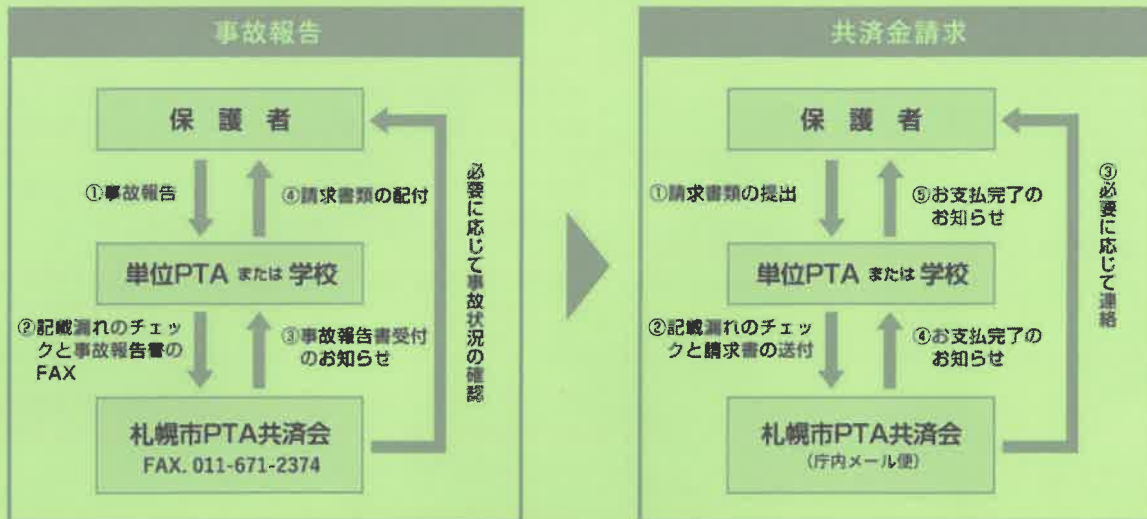 事故報告
保護者
①事故報告
④請求書類の配付
必要に応じて事故状況の確認
単位PTA または 学校
②記載漏れのチェッ
クと事故報告書の
FAX
③事故報告書受付
のお知らせ
札幌市PTA共済会
FAX. 011-671-2374
共済金請求
保護者
①請求書類の提出
⑤お支払完了の
お知らせ
③必要に応じて連絡
単位PTA または 学校
②記載漏れのチェッ
クと請求書の送付
④お支払完了の
お知らせ
札幌市PTA共済会
(庁内メール便)